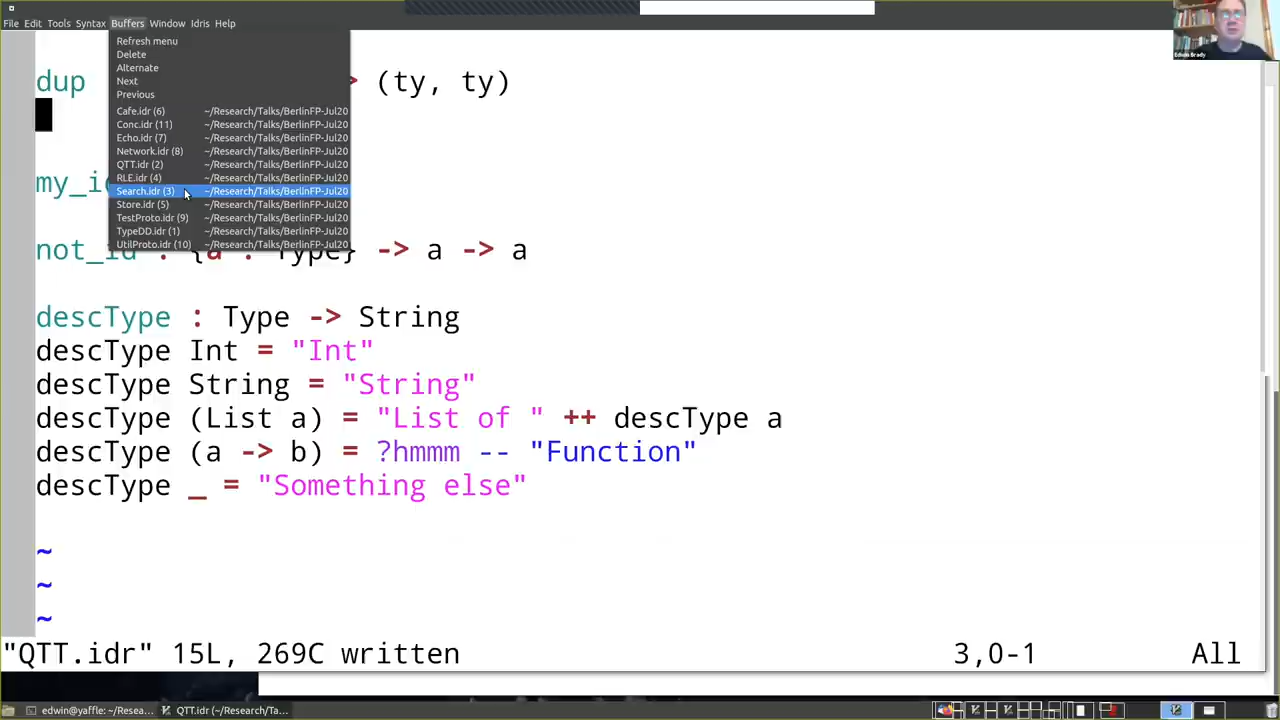 File Edit Tools Syntax Buffers Window Idris Help
Refresh menu
Delete
Alternate
Next
Previous
Cafe.idr (6) ~/Research/Talks/BerlinFP-Jul20
Conc.idr (11) ~/Research/Talks/BerlinFP-Jul20
Echo.idr (7) ~/Research/Talks/BerlinFP-Jul20
Network.idr (8) ~/Research/Talks/BerlinFP-Jul20
QTT.idr (2) ~/Research/Talks/BerlinFP-Jul20
RLE.idr (4) ~/Research/Talks/BerlinFP-Jul20
Search.idr (3) ~/Research/Talks/BerlinFP-Jul20
Store.idr (5) ~/Research/Talks/BerlinFP-Jul20
TestProto.idr (9) ~/Research/Talks/BerlinFP-Jul20
TypeDD.idr (1) ~/Research/Talks/BerlinFP-Jul20
UtilProto.idr (10) ~/Research/Talks/BerlinFP-Jul20
Edwin Brady
dup > (ty, ty)
my_i
not_id : {a : Type} -> a -> a
descType : Type -> String
descType Int = "Int"
descType String = "String"
descType (List a) = "List of " ++ descType a
descType (a -> b) = ?hmmm -- "Function"
descType _ = "Something else"
~
~
~
"QTT.idr" 15L, 269C written 3,0-1 All
edwin@yaffle: ~/Resea... QTT.idr (~/Research/Ta...